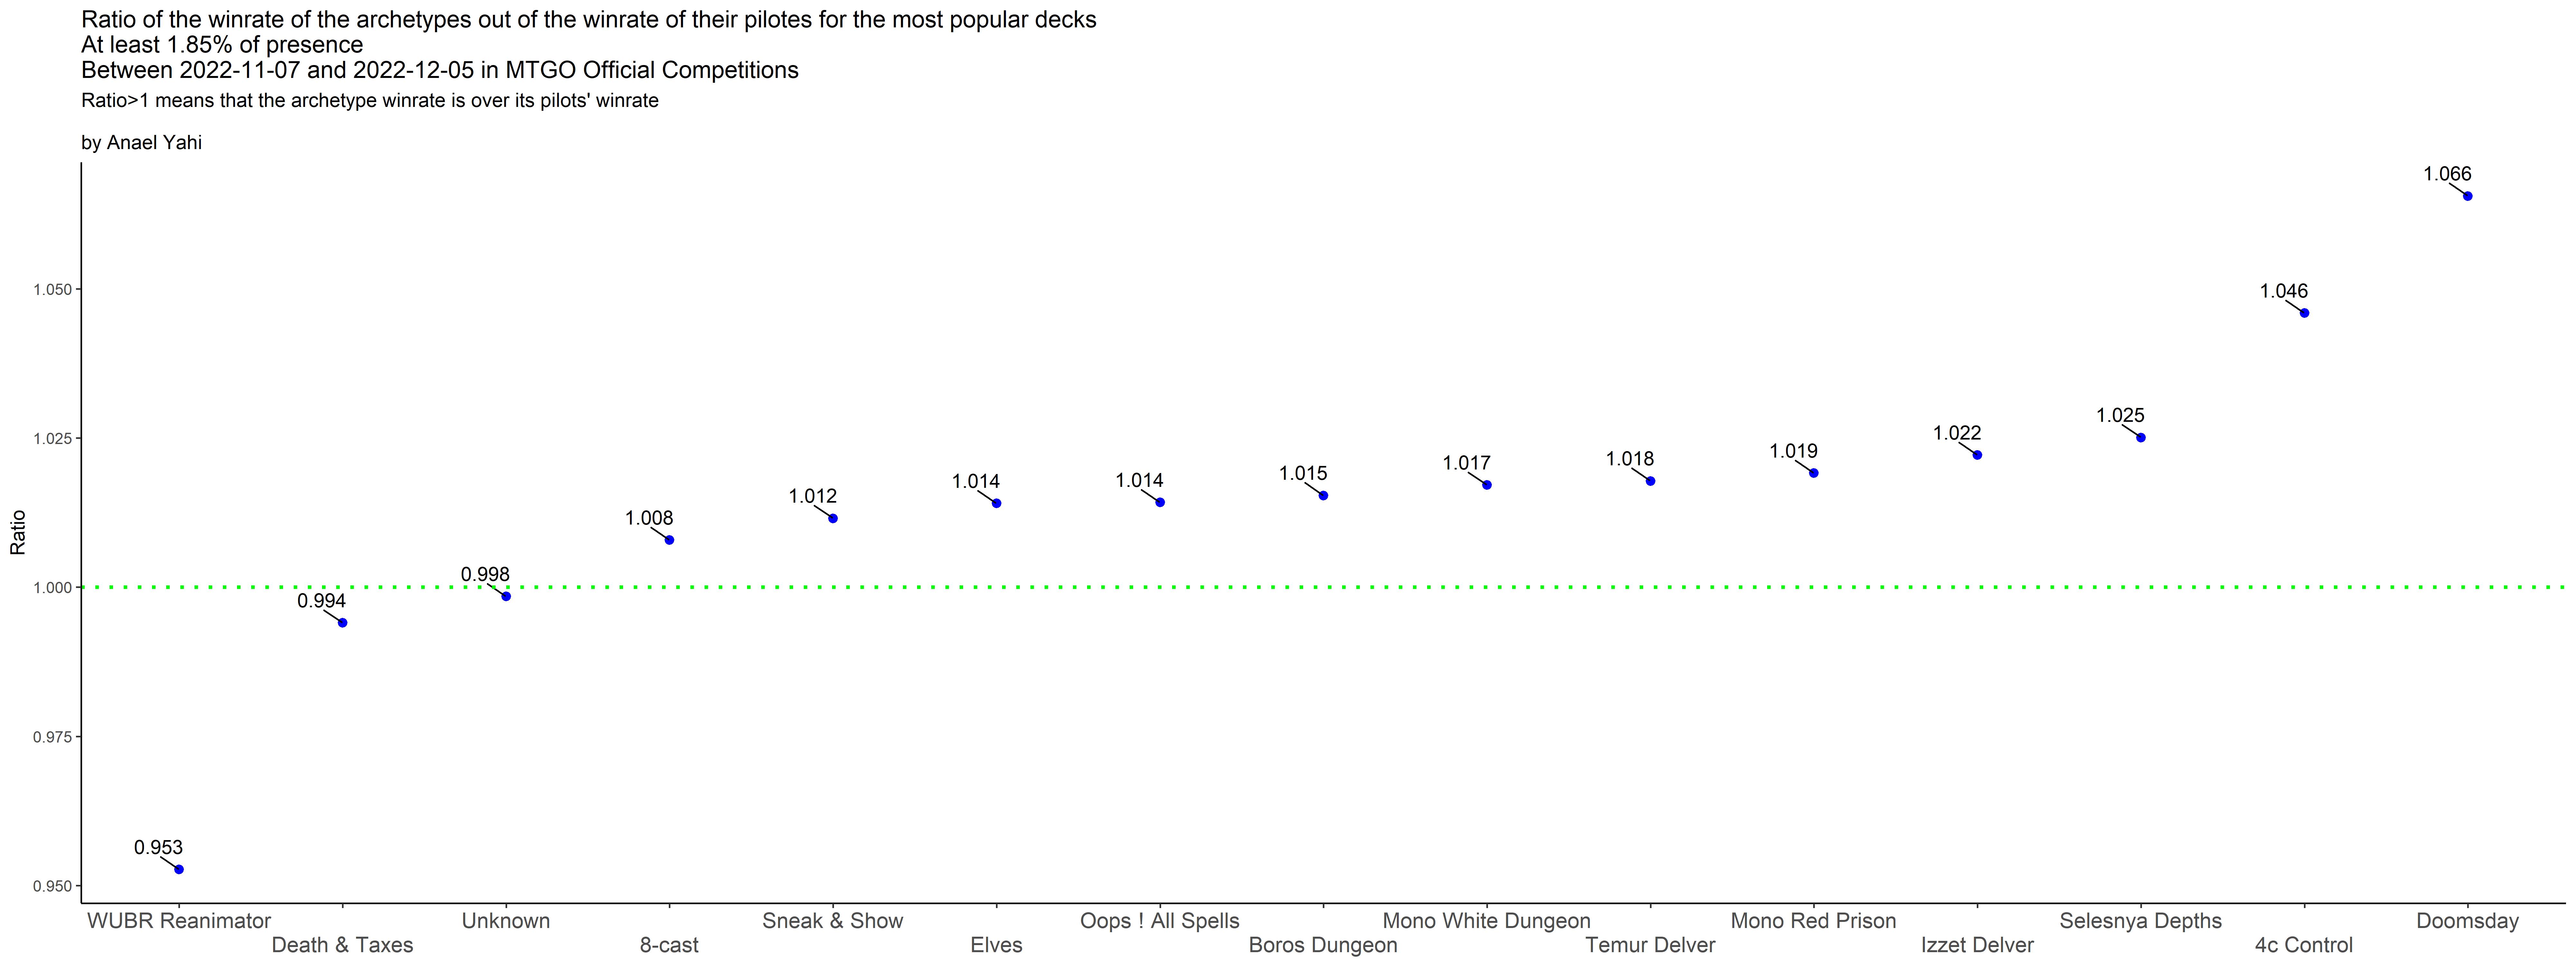 Ratio of the winrate of the archetypes out of the winrate of their pilotes for the most popular decks
At least 1.85% of presence
Between 2022-11-07 and 2022-12-05 in MTGO Official Competitions
Ratio>1 means that the archetype winrate is over its pilots' winrate
by Anael Yahi
1.066
1.050
1.046
1.025
1.025
1.022
1.019
1.018
1.017
1.015
1.014
1.014
1.012
1.008
Ratio
1.000
0.998
0.994
0.975
0.953
0.950
WUBR Reanimator
Death & Taxes
Unknown
8-cast
Sneak & Show
Elves
Oops ! All Spells
Boros Dungeon
Mono White Dungeon
Temur Delver
Mono Red Prison
Izzet Delver
Selesnya Depths
4c Control
Doomsday